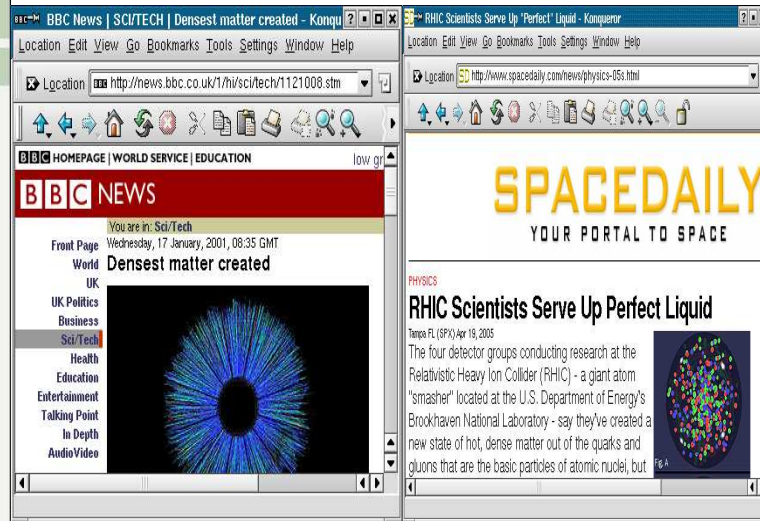 BBC News | SCI/TECH | Densest matter created - Konqu
Location Edit View Go Bookmarks Tools Settings Window Help
Location BBC http://news.bbc.co.uk/1/hi/sci/tech/1121008.stm
BBC HOMEPAGE | WORLD SERVICE | EDUCATION low gr
BBC NEWS
You are in: Sci/Tech
Front Page
World
UK
UK Politics
Business
Sci/Tech
Health
Education
Entertainment
Talking Point
In Depth
AudioVideo
Wednesday, 17 January, 2001, 08:35 GMT
Densest matter created
RHIC Scientists Serve Up "Perfect" Liquid - Konqueror
Location Edit View Go Bookmarks Tools Settings Window Help
Location http://www.spacedaily.com/news/physics-05s.html
SPACEDAILY
YOUR PORTAL TO SPACE
PHYSICS
RHIC Scientists Serve Up Perfect Liquid
Tampa FL (SPX) Apr 19, 2005
The four detector groups conducting research at the
Relativistic Heavy Ion Collider (RHIC) - a giant atom
"smasher" located at the U.S. Department of Energy's
Brookhaven National Laboratory - say they've created a
new state of hot, dense matter out of the quarks and
gluons that are the basic particles of atomic nuclei, but
Fig. A